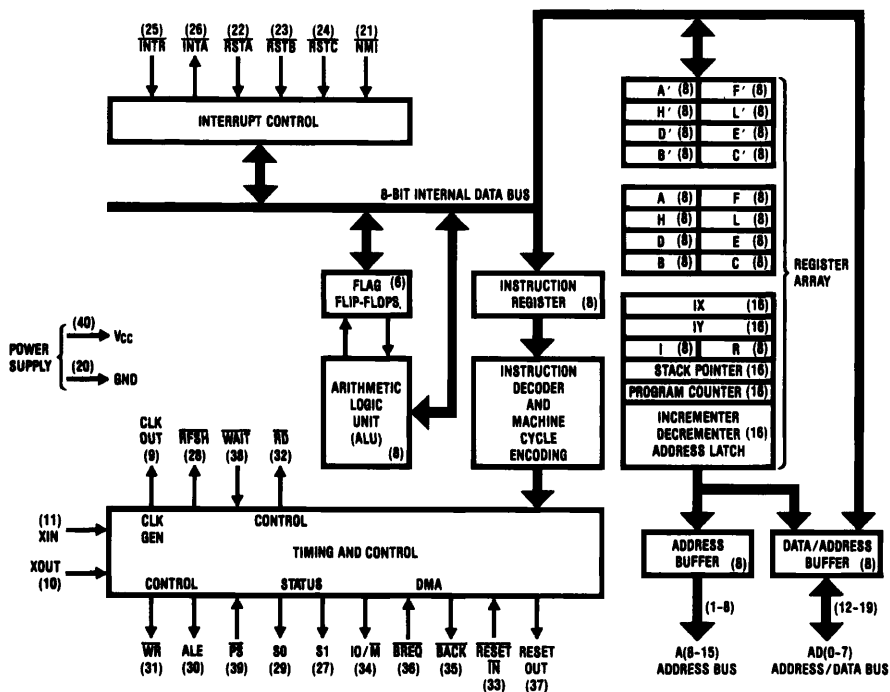 (25) (26) (22) (23) (24) (21)
INTR INTA RSTA RSTB RSTC NMI
INTERRUPT CONTROL
8-BIT INTERNAL DATA BUS
A' (8) F' (8)
H' (8) L' (8)
D' (8) E' (8)
B' (8) C' (8)
A (8) F (8)
H (8) L (8)
D (8) E (8)
B (8) C (8)
IX (16)
IY (16)
I (8) R (8)
STACK POINTER (16)
PROGRAM COUNTER (16)
INCREMENTER
DECREMENTER (16)
ADDRESS LATCH
REGISTER
ARRAY
FLAG (6)
FLIP-FLOPS
INSTRUCTION
REGISTER (8)
ARITHMETIC
LOGIC
UNIT
(ALU)
(8)
INSTRUCTION
DECODER
AND
MACHINE
CYCLE
ENCODING
POWER
SUPPLY
(40)
VCC
(20)
GND
CLK
OUT RFSH WAIT RD
(9) (28) (38) (32)
(11)
XIN
XOUT
(10)
CLK
GEN
CONTROL
TIMING AND CONTROL
CONTROL STATUS DMA
WR ALE PS S0 S1 IO/M BREQ BACK RESET IN RESET OUT
(31) (30) (39) (29) (27) (34) (36) (35) (33) (37)
ADDRESS
BUFFER (8)
DATA/ADDRESS
BUFFER (8)
(1-8)
(12-19)
A(8-15)
ADDRESS BUS
AD(0-7)
ADDRESS/DATA BUS